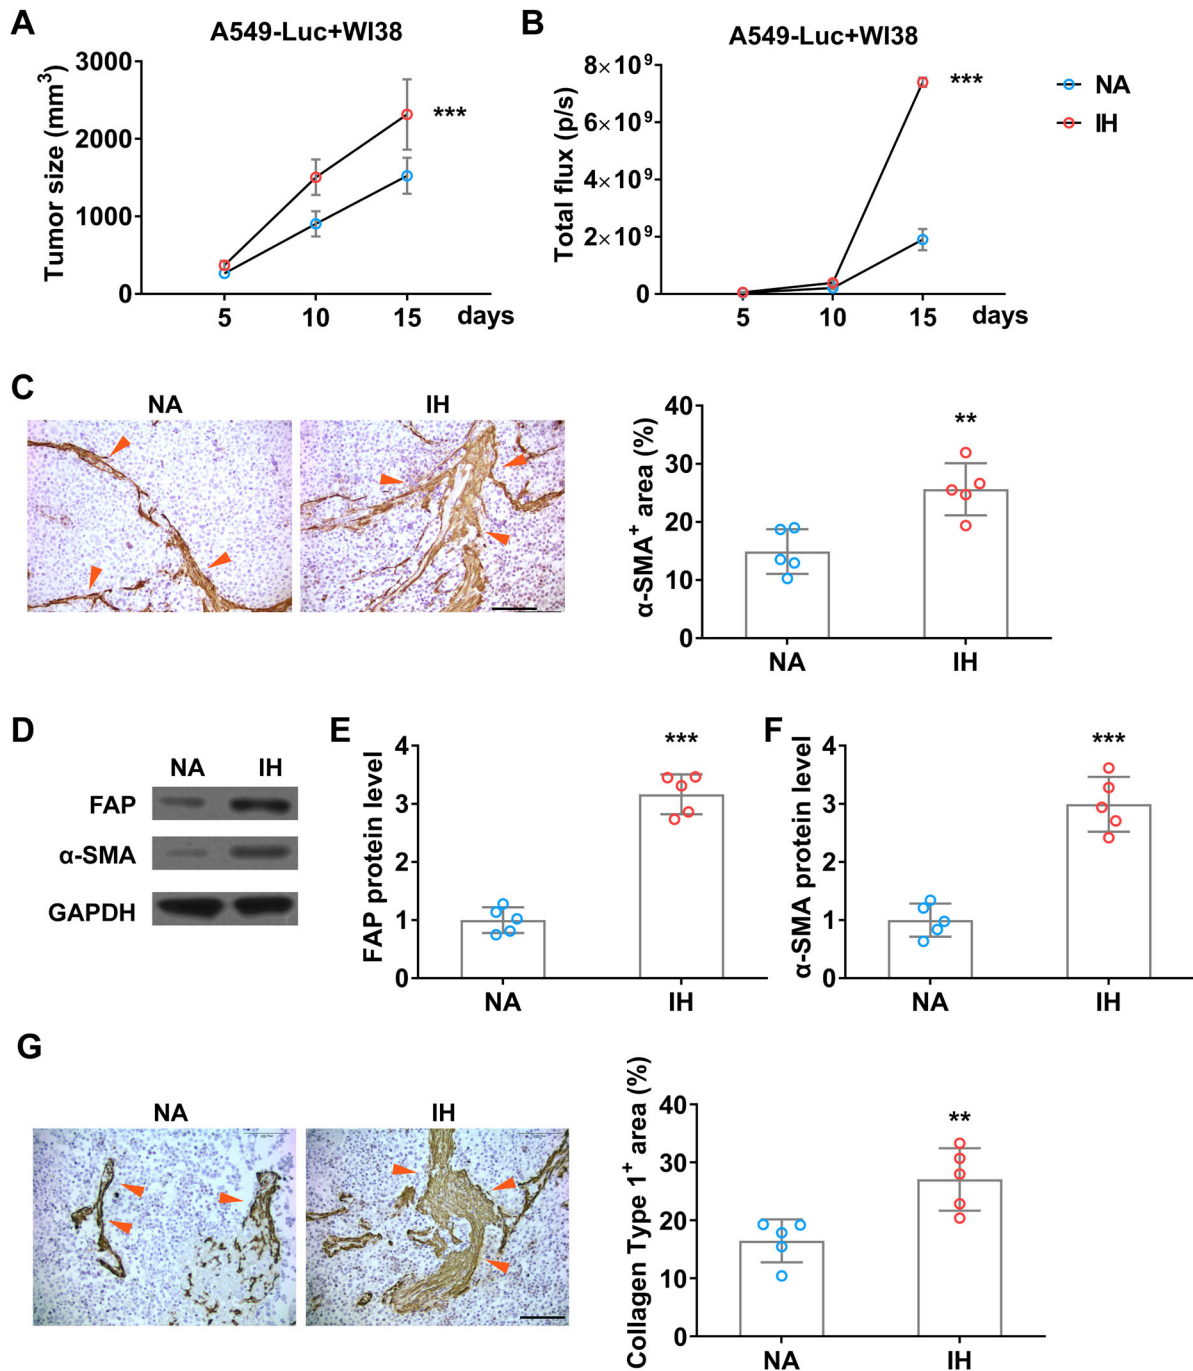 A
A549-Luc+WI38
Tumor size (mm³)
3000
2000
1000
0
5
10
15
days
***
B
A549-Luc+WI38
Total flux (p/s)
8×10⁹
6×10⁹
4×10⁹
2×10⁹
0
5
10
15
days
***
NA
IH
C
NA
IH
α-SMA⁺ area (%)
40
30
20
10
0
**
NA
IH
D
NA
IH
FAP
α-SMA
GAPDH
E
FAP protein level
4
3
2
1
0
***
NA
IH
F
α-SMA protein level
4
3
2
1
0
***
NA
IH
G
NA
IH
Collagen Type 1⁺ area (%)
40
30
20
10
0
**
NA
IH